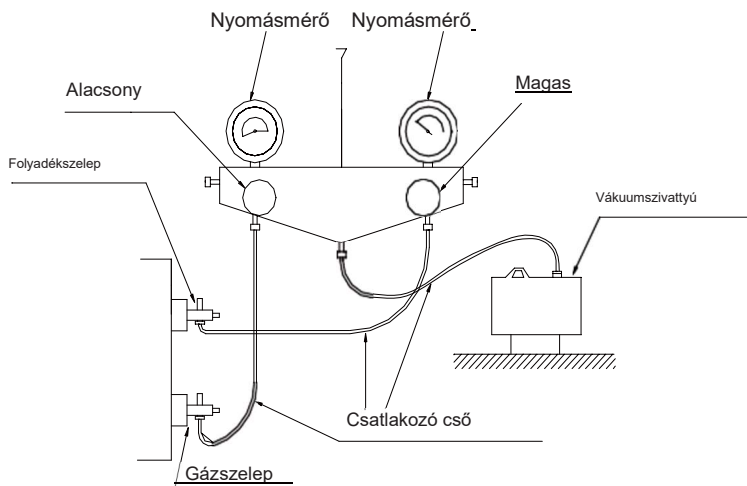 Nyomásmérő Nyomásmérő
Alacsony
Magas
Folyadékszelep
Vákuumszivattyú
Csatlakozó cső
Gázszelep